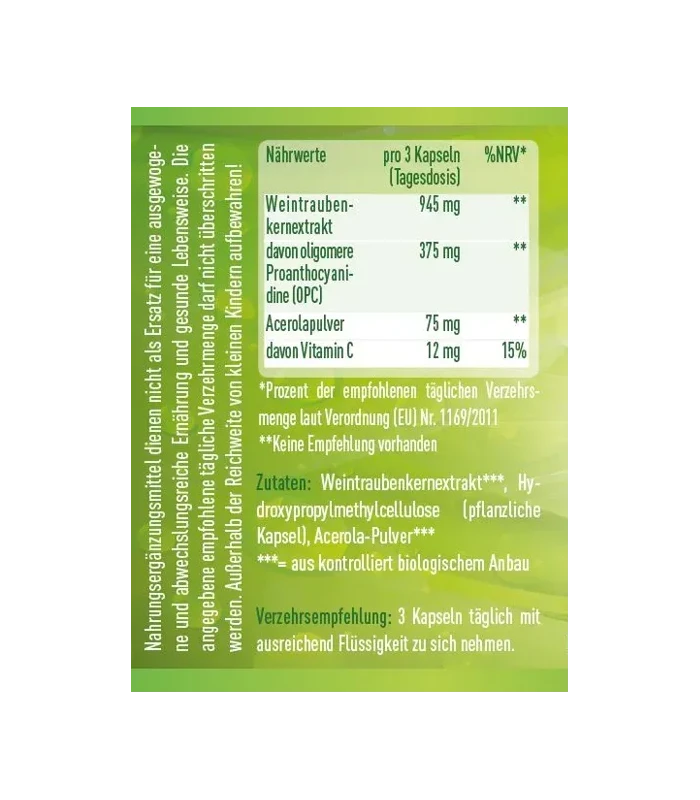 Nahrungsergänzungsmittel dienen nicht als Ersatz für eine ausgewoge-
ne und abwechslungsreiche Ernährung und gesunde Lebensweise. Die
angegebene empfohlene tägliche Verzehrmenge darf nicht überschritten
werden. Außerhalb der Reichweite von kleinen Kindern aufbewahren!
Nährwerte pro 3 Kapseln %NRV*
(Tagesdosis)
Weintrauben- 945 mg **
kernextrakt
davon oligomere 375 mg **
Proanthocyani-
dine (OPC)
Acerolapulver 75 mg **
davon Vitamin C 12 mg 15%
*Prozent der empfohlenen täglichen Verzehrs-
menge laut Verordnung (EU) Nr. 1169/2011
**Keine Empfehlung vorhanden
Zutaten: Weintraubenkernextrakt***, Hy-
droxypropylmethylcellulose (pflanzliche
Kapsel), Acerola-Pulver***
***= aus kontrolliert biologischem Anbau
Verzehrsempfehlung: 3 Kapseln täglich mit
ausreichend Flüssigkeit zu sich nehmen.